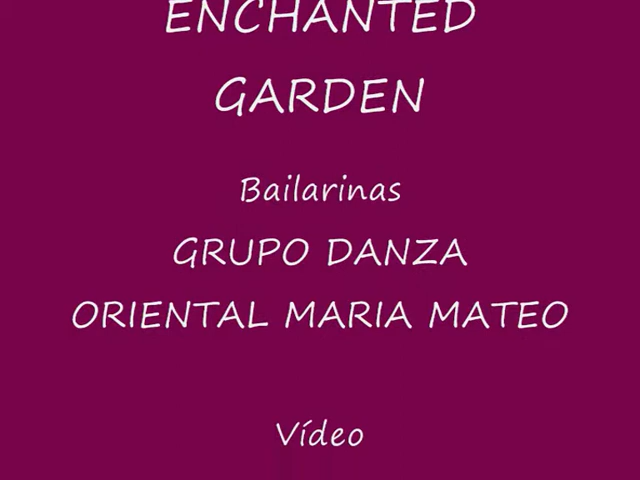 ENCHANTED
GARDEN
Bailarinas
GRUPO DANZA
ORIENTAL MARIA MATEO
Vídeo